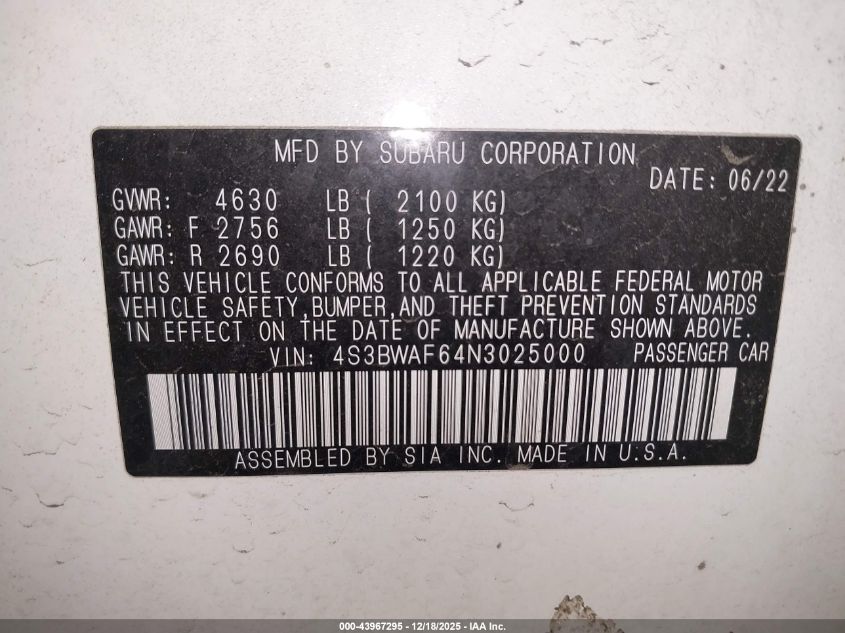 MFD BY SUBARU CORPORATION
DATE: 06/22
GVWR: 4630 LB ( 2100 KG)
GAWR: F 2756 LB ( 1250 KG)
GAWR: R 2690 LB ( 1220 KG)
THIS VEHICLE CONFORMS TO ALL APPLICABLE FEDERAL MOTOR
VEHICLE SAFETY,BUMPER,AND THEFT PREVENTION STANDARDS
IN EFFECT ON THE DATE OF MANUFACTURE SHOWN ABOVE.
VIN: 4S3BWAF64N3025000 PASSENGER CAR
ASSEMBLED BY SIA INC. MADE IN U.S.A.
000-43967295 - 12/18/2025 - IAA Inc.